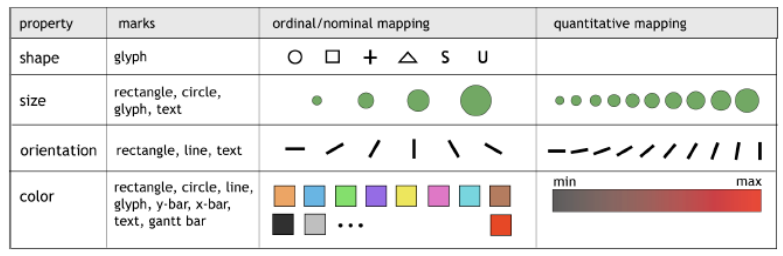 property marks ordinal/nominal mapping quantitative mapping
shape glyph S U
size rectangle, circle,
glyph, text
orientation rectangle, line, text
color rectangle, circle, line,
glyph, y-bar, x-bar,
text, gantt bar
...
min max